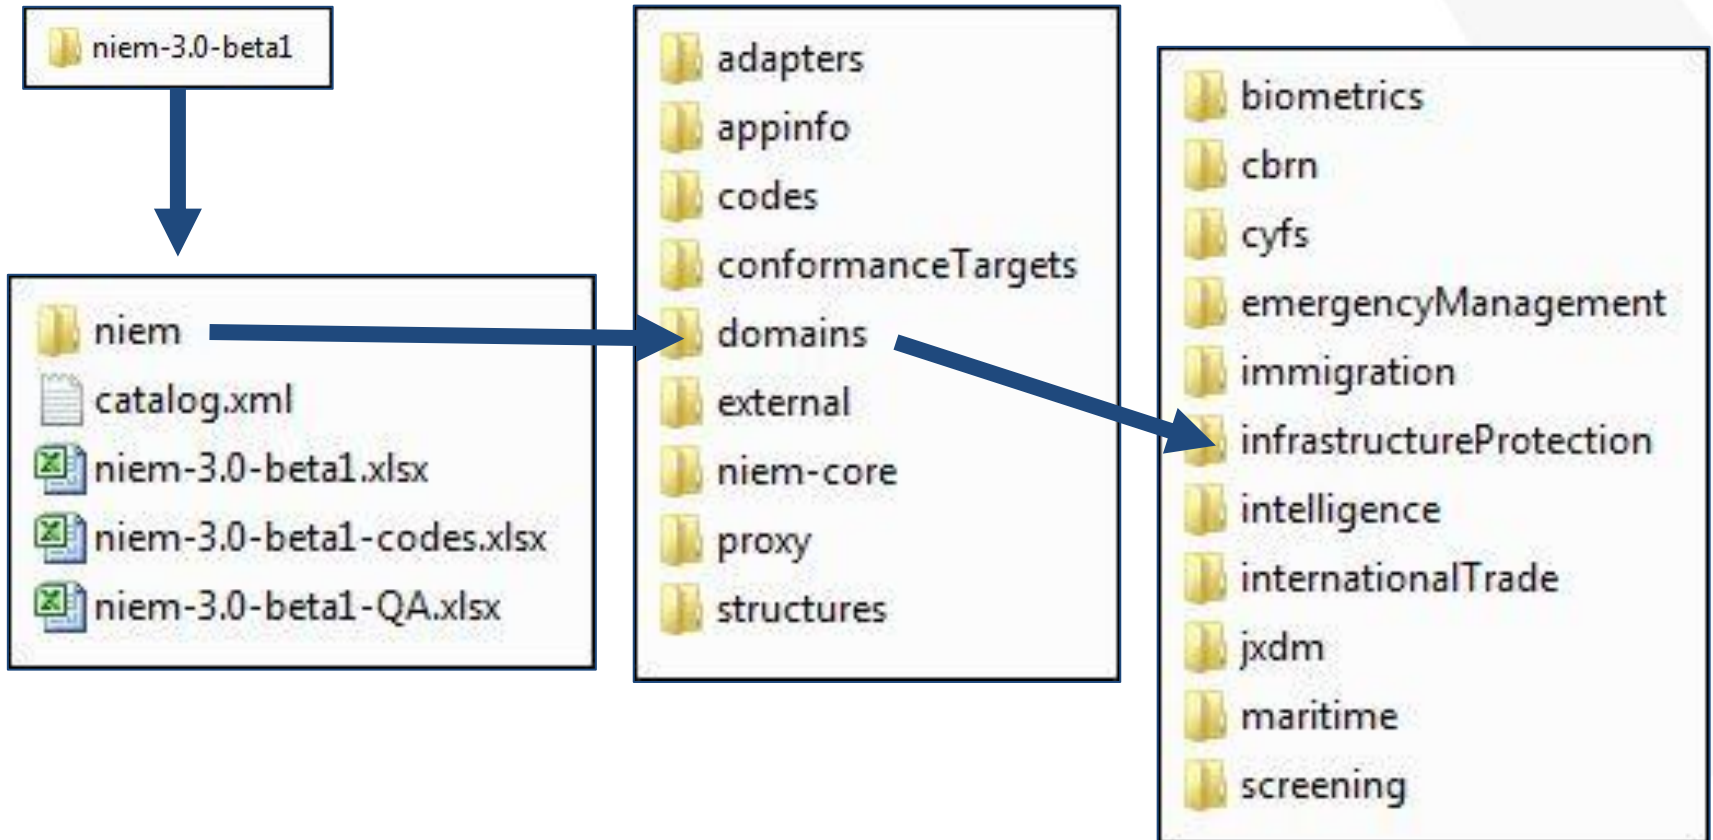 niem-3.0-beta1
niem
catalog.xml
niem-3.0-beta1.xlsx
niem-3.0-beta1-codes.xlsx
niem-3.0-beta1-QA.xlsx
adapters
appinfo
codes
conformanceTargets
domains
external
niem-core
proxy
structures
biometrics
cbrn
cyfs
emergencyManagement
immigration
infrastructureProtection
intelligence
internationalTrade
jxdm
maritime
screening